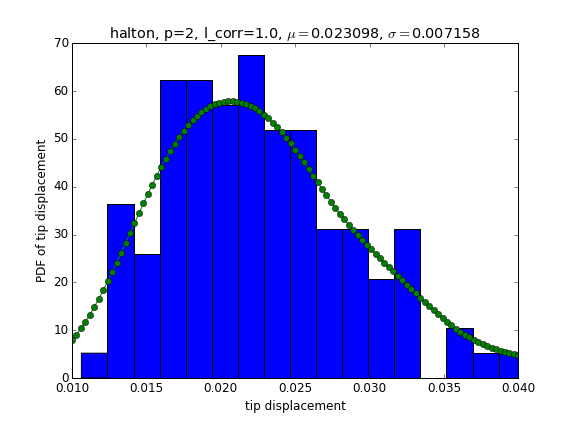 halton, p=2, l_corr=1.0, μ=0.023098, σ=0.007158
70
60
50
40
30
20
10
0
PDF of tip displacement
0.010 0.015 0.020 0.025 0.030 0.035 0.040
tip displacement